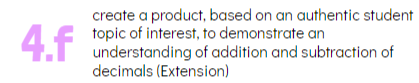 4.f
create a product, based on an authentic student
topic of interest, to demonstrate an
understanding of addition and subtraction of
decimals (Extension)